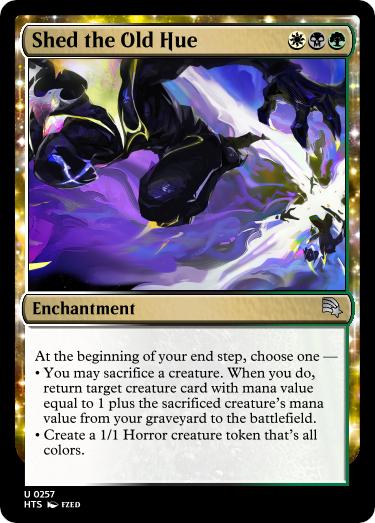 Shed the Old Hue
Enchantment
At the beginning of your end step, choose one —
• You may sacrifice a creature. When you do,
return target creature card with mana value
equal to 1 plus the sacrificed creature's mana
value from your graveyard to the battlefield.
• Create a 1/1 Horror creature token that's all
colors.
U 0257
HTS FZED